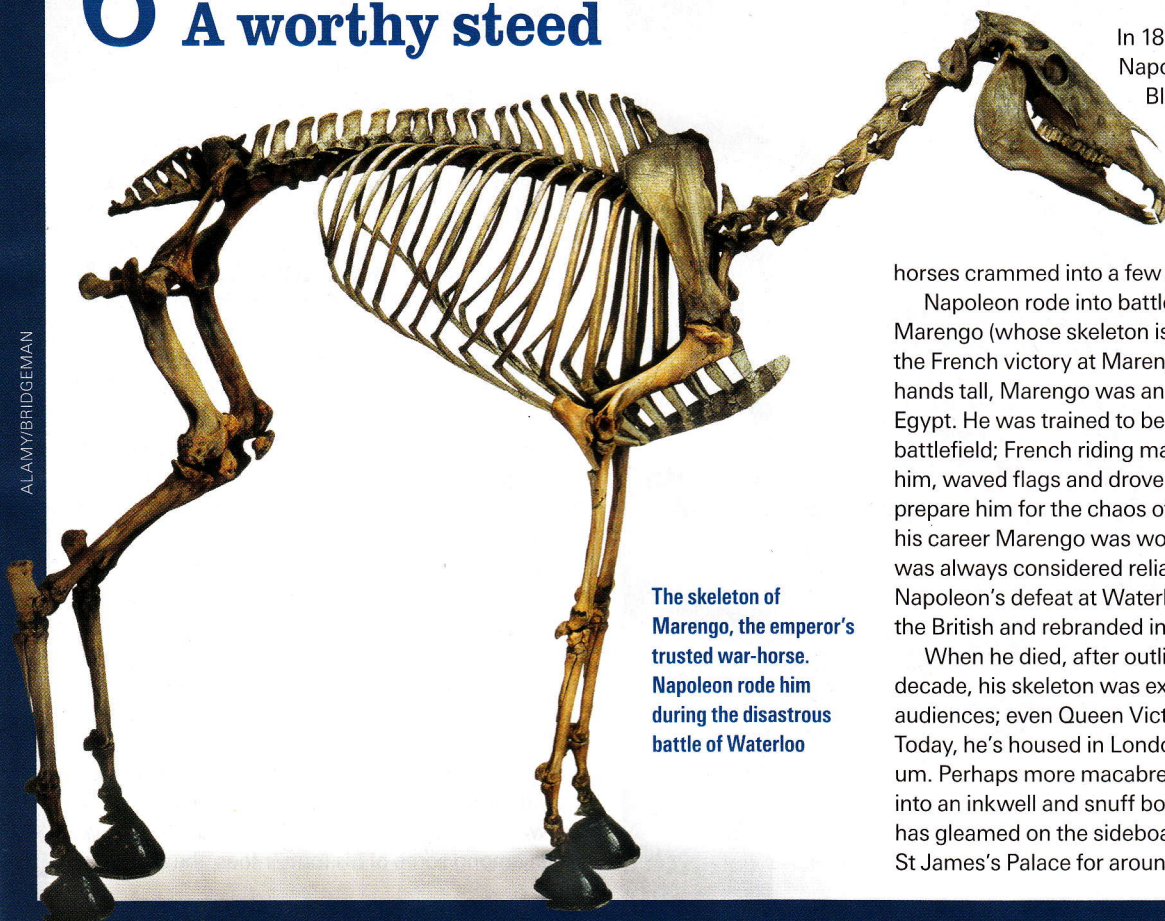 6 A worthy steed
In 18
Napo
Bl
horses crammed into a few
Napoleon rode into battle
Marengo (whose skeleton is
the French victory at Maren
hands tall, Marengo was an
Egypt. He was trained to be
battlefield; French riding ma
him, waved flags and drove
prepare him for the chaos of
his career Marengo was wo
was always considered relia
Napoleon's defeat at Waterl
the British and rebranded in
When he died, after outli
decade, his skeleton was ex
audiences; even Queen Vict
Today, he's housed in Londo
um. Perhaps more macabre
into an inkwell and snuff bo
has gleamed on the sideboa
St James's Palace for aroun
The skeleton of
Marengo, the emperor's
trusted war-horse.
Napoleon rode him
during the disastrous
battle of Waterloo
ALAMY/BRIDGEMAN